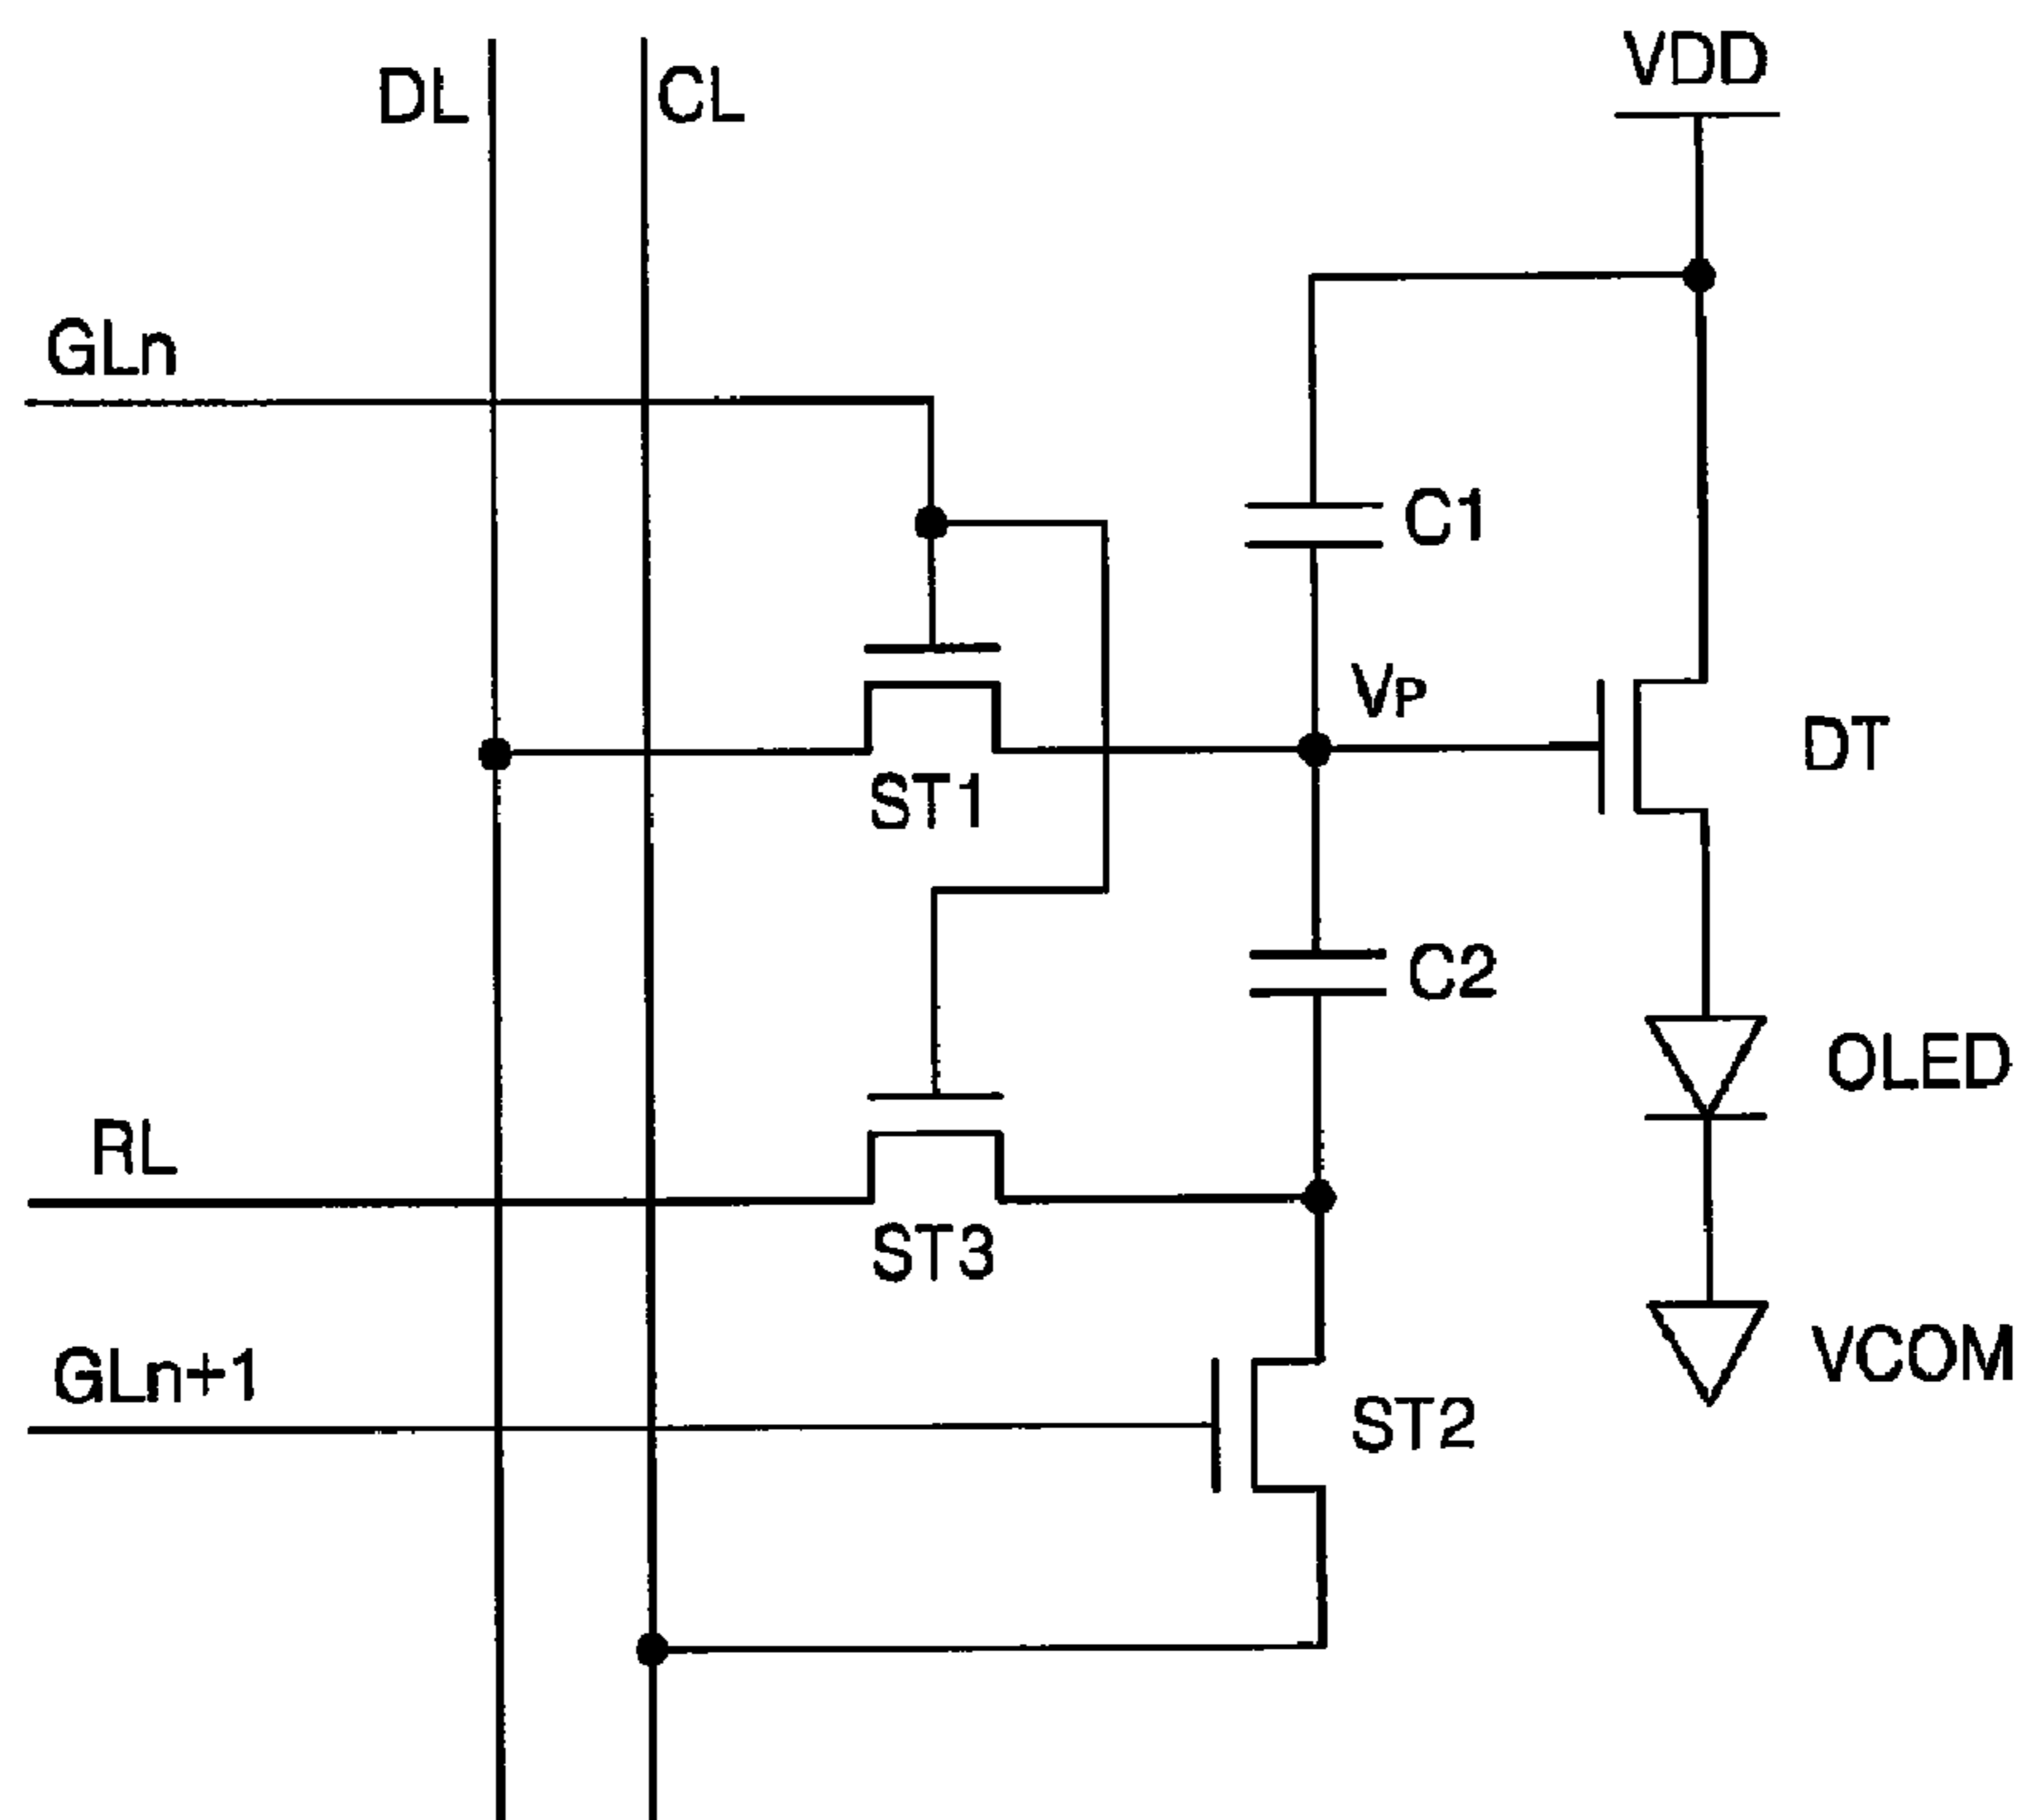 VDD
DL
CL
GLn
C1
VP
DT
ST1
C2
OLED
RL
ST3
VCOM
GLn+1
ST2